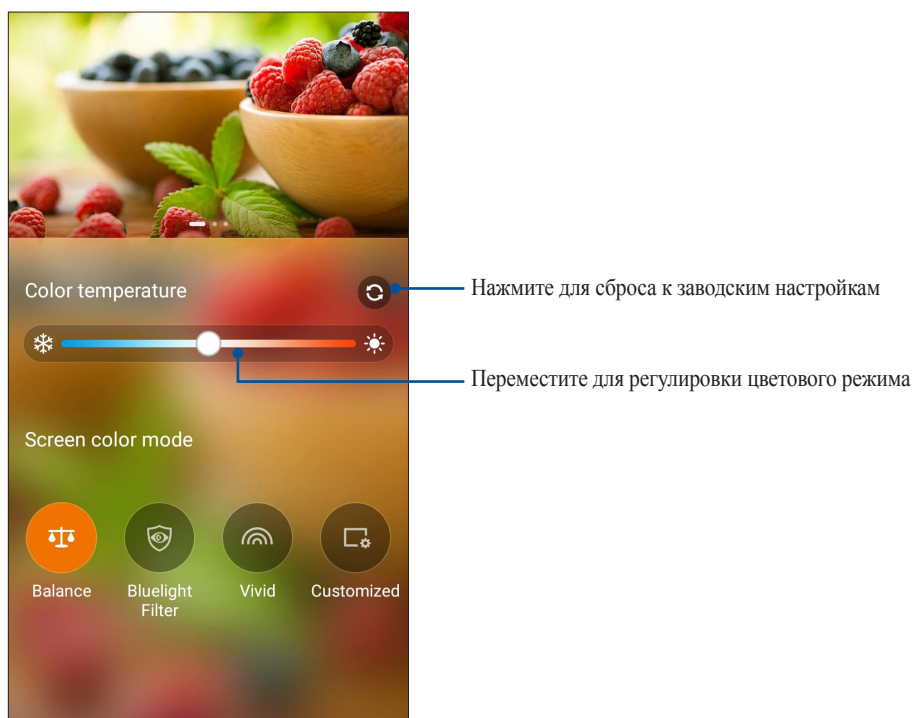 Color temperature
Нажмите для сброса к заводским настройкам
Переместите для регулировки цветового режима
Screen color mode
Balance
Bluelight
Filter
Vivid
Customized